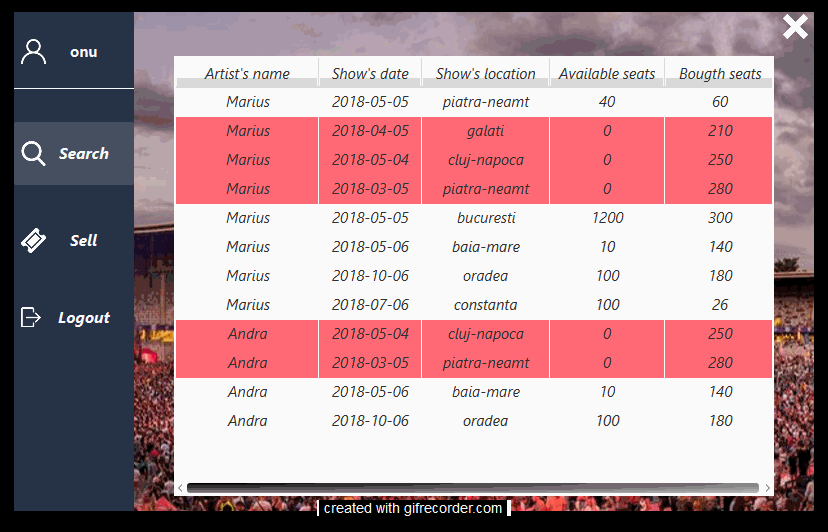 onu
Search
Sell
Logout
Artist's name Show's date Show's location Available seats Bougth seats
Marius 2018-05-05 piatra-neamt 40 60
Marius 2018-04-05 galati 0 210
Marius 2018-05-04 cluj-napoca 0 250
Marius 2018-03-05 piatra-neamt 0 280
Marius 2018-05-05 bucuresti 1200 300
Marius 2018-05-06 baia-mare 10 140
Marius 2018-10-06 oradea 100 180
Marius 2018-07-06 constanta 100 26
Andra 2018-05-04 cluj-napoca 0 250
Andra 2018-03-05 piatra-neamt 0 280
Andra 2018-05-06 baia-mare 10 140
Andra 2018-10-06 oradea 100 180
created with gifrecorder.com